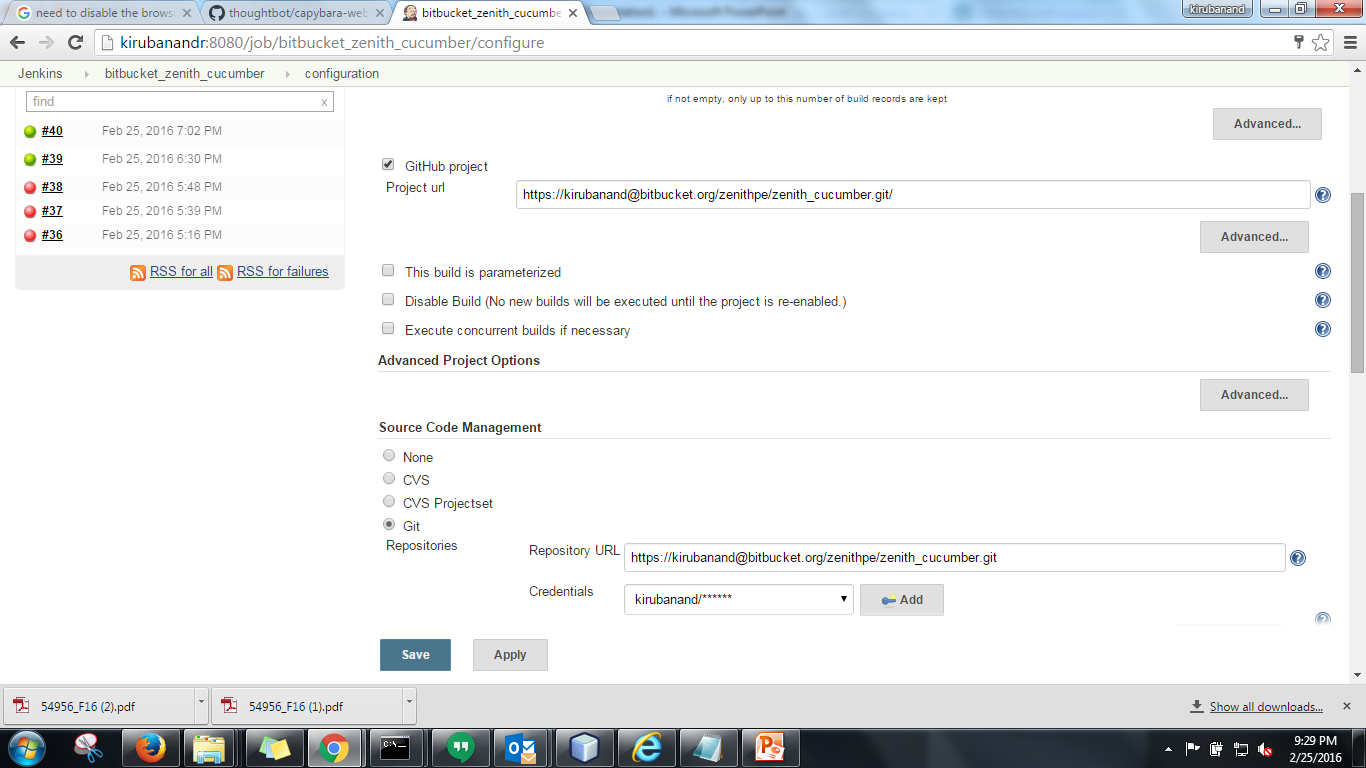 need to disable the brows
thoughtbot/capybara-web
bitbucket_zenith_cucumbe
Microsoft PowerPoint
kirubanand
kirubanandr:8080/job/bitbucket_zenith_cucumber/configure
Jenkins bitbucket_zenith_cucumber configuration
find x
if not empty, only up to this number of build records are kept
#40 Feb 25, 2016 7:02 PM
Advanced...
#39 Feb 25, 2016 6:30 PM
GitHub project
#38 Feb 25, 2016 5:48 PM
Project url https://kirubanand@bitbucket.org/zenithpe/zenith_cucumber.git/
#37 Feb 25, 2016 5:39 PM
#36 Feb 25, 2016 5:16 PM
Advanced...
RSS for all RSS for failures
This build is parameterized
Disable Build (No new builds will be executed until the project is re-enabled.)
Execute concurrent builds if necessary
Advanced Project Options
Advanced...
Source Code Management
None
CVS
CVS Projectset
Git
Repositories
Repository URL https://kirubanand@bitbucket.org/zenithpe/zenith_cucumber.git
Credentials kirubanand/****** Add
Save Apply
54956_F16 (2).pdf 54956_F16 (1).pdf Show all downloads...
C:\.
9:29 PM
2/25/2016